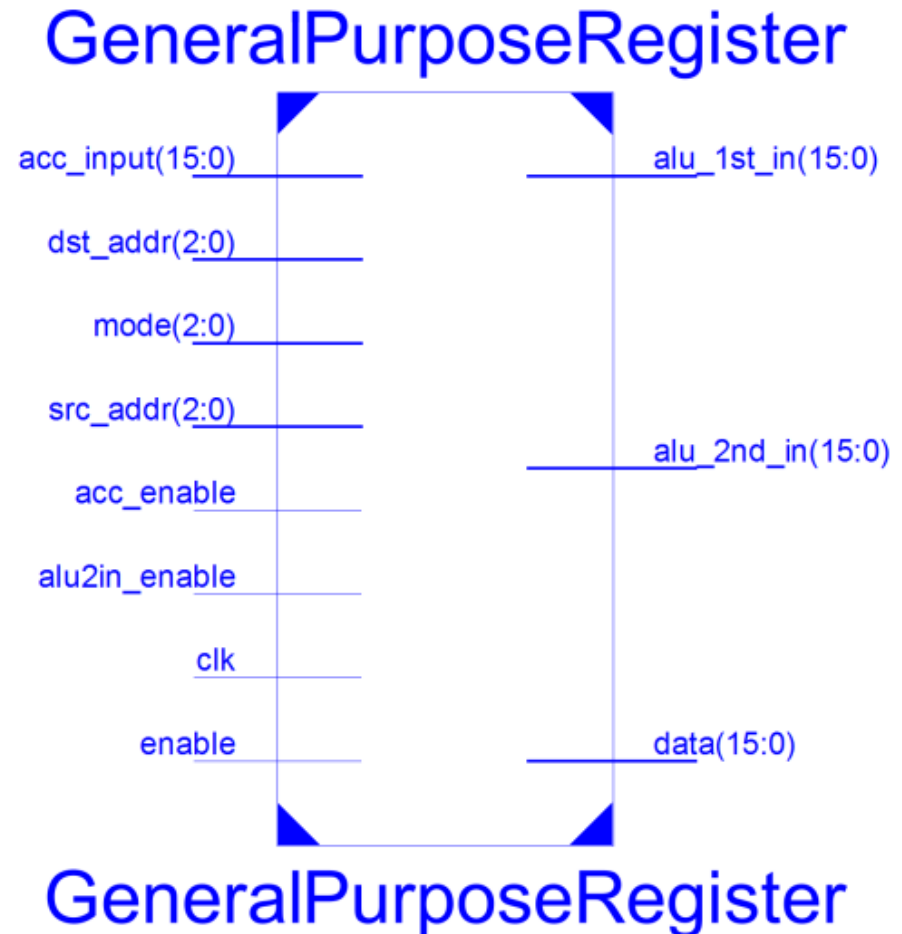 GeneralPurposeRegister
acc_input(15:0)
alu_1st_in(15:0)
dst_addr(2:0)
mode(2:0)
src_addr(2:0)
alu_2nd_in(15:0)
acc_enable
alu2in_enable
clk
enable
data(15:0)
GeneralPurposeRegister